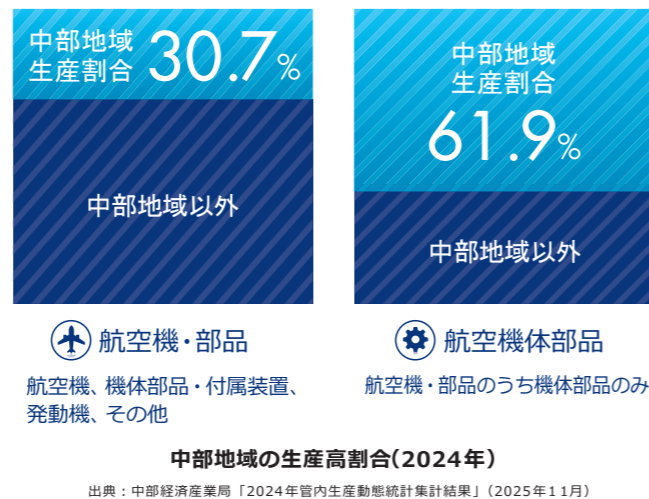 中部地域
生産割合 30.7%
中部地域以外
航空機・部品
航空機、機体部品・付属装置、
発動機、その他
中部地域
生産割合
61.9%
中部地域以外
航空機体部品
航空機・部品のうち機体部品のみ
中部地域の生産高割合(2024年)
出典：中部経済産業局「2024年管内生産動態統計集計結果」（2025年11月）